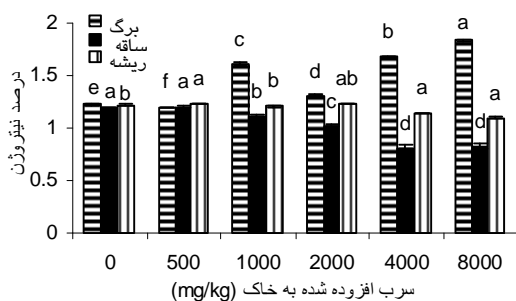 برگ
ساقه
ریشه
درصد نیتروژن
2
1.5
1
0.5
0
e a b
f a a
c b b
d c ab
b d a
a d a
0 500 1000 2000 4000 8000
سرب افزوده شده به خاک (mg/kg)